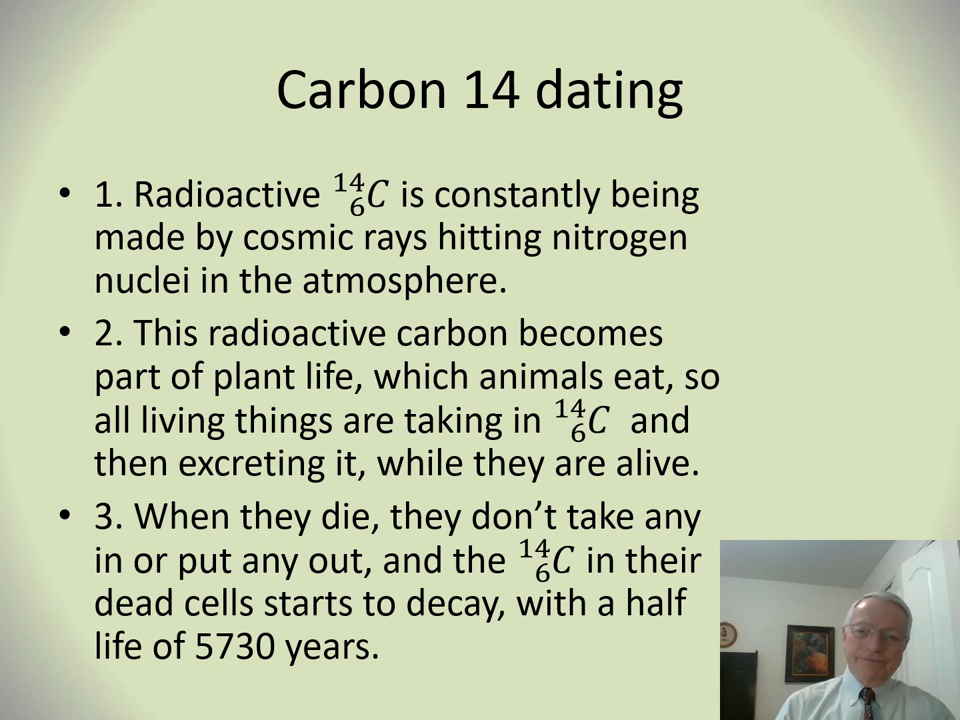 Carbon 14 dating
• 1. Radioactive ¹⁴₆C is constantly being
made by cosmic rays hitting nitrogen
nuclei in the atmosphere.
• 2. This radioactive carbon becomes
part of plant life, which animals eat, so
all living things are taking in ¹⁴₆C and
then excreting it, while they are alive.
• 3. When they die, they don’t take any
in or put any out, and the ¹⁴₆C in their
dead cells starts to decay, with a half
life of 5730 years.